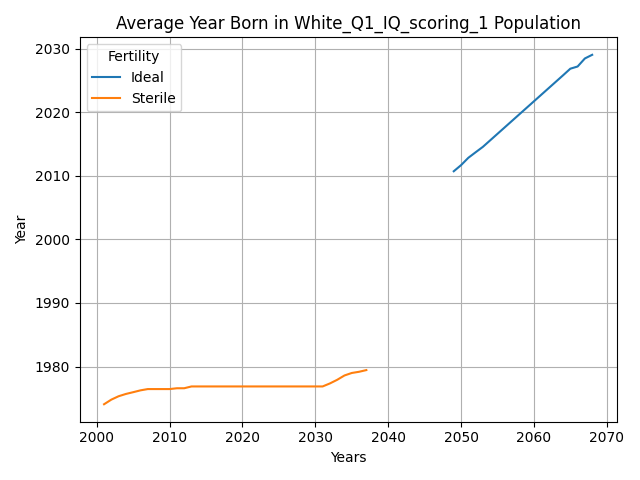 Average Year Born in White_Q1_IQ_scoring_1 Population
Fertility
Ideal
Sterile
Year
2030
2020
2010
2000
1990
1980
2000 2010 2020 2030 2040 2050 2060 2070
Years